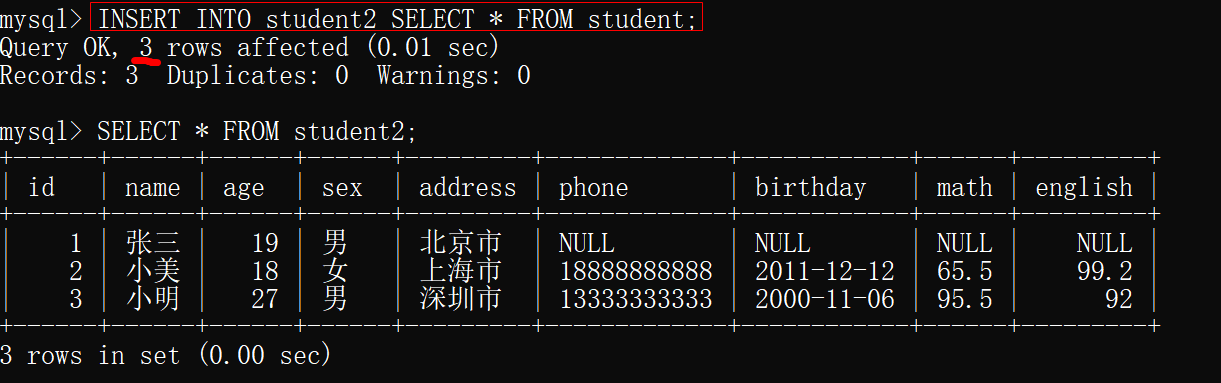 mysql> INSERT INTO student2 SELECT * FROM student;
Query OK, 3 rows affected (0.01 sec)
Records: 3  Duplicates: 0  Warnings: 0
mysql> SELECT * FROM student2;
+------+------+------+------+---------+-------------+------------+------+---------+
| id   | name | age  | sex  | address | phone       | birthday   | math | english |
+------+------+------+------+---------+-------------+------------+------+---------+
|    1 | 张三 |   19 | 男   | 北京市  | NULL        | NULL       | NULL |    NULL |
|    2 | 小美 |   18 | 女   | 上海市  | 18888888888 | 2011-12-12 | 65.5 |    99.2 |
|    3 | 小明 |   27 | 男   | 深圳市  | 13333333333 | 2000-11-06 | 95.5 |      92 |
+------+------+------+------+---------+-------------+------------+------+---------+
3 rows in set (0.00 sec)